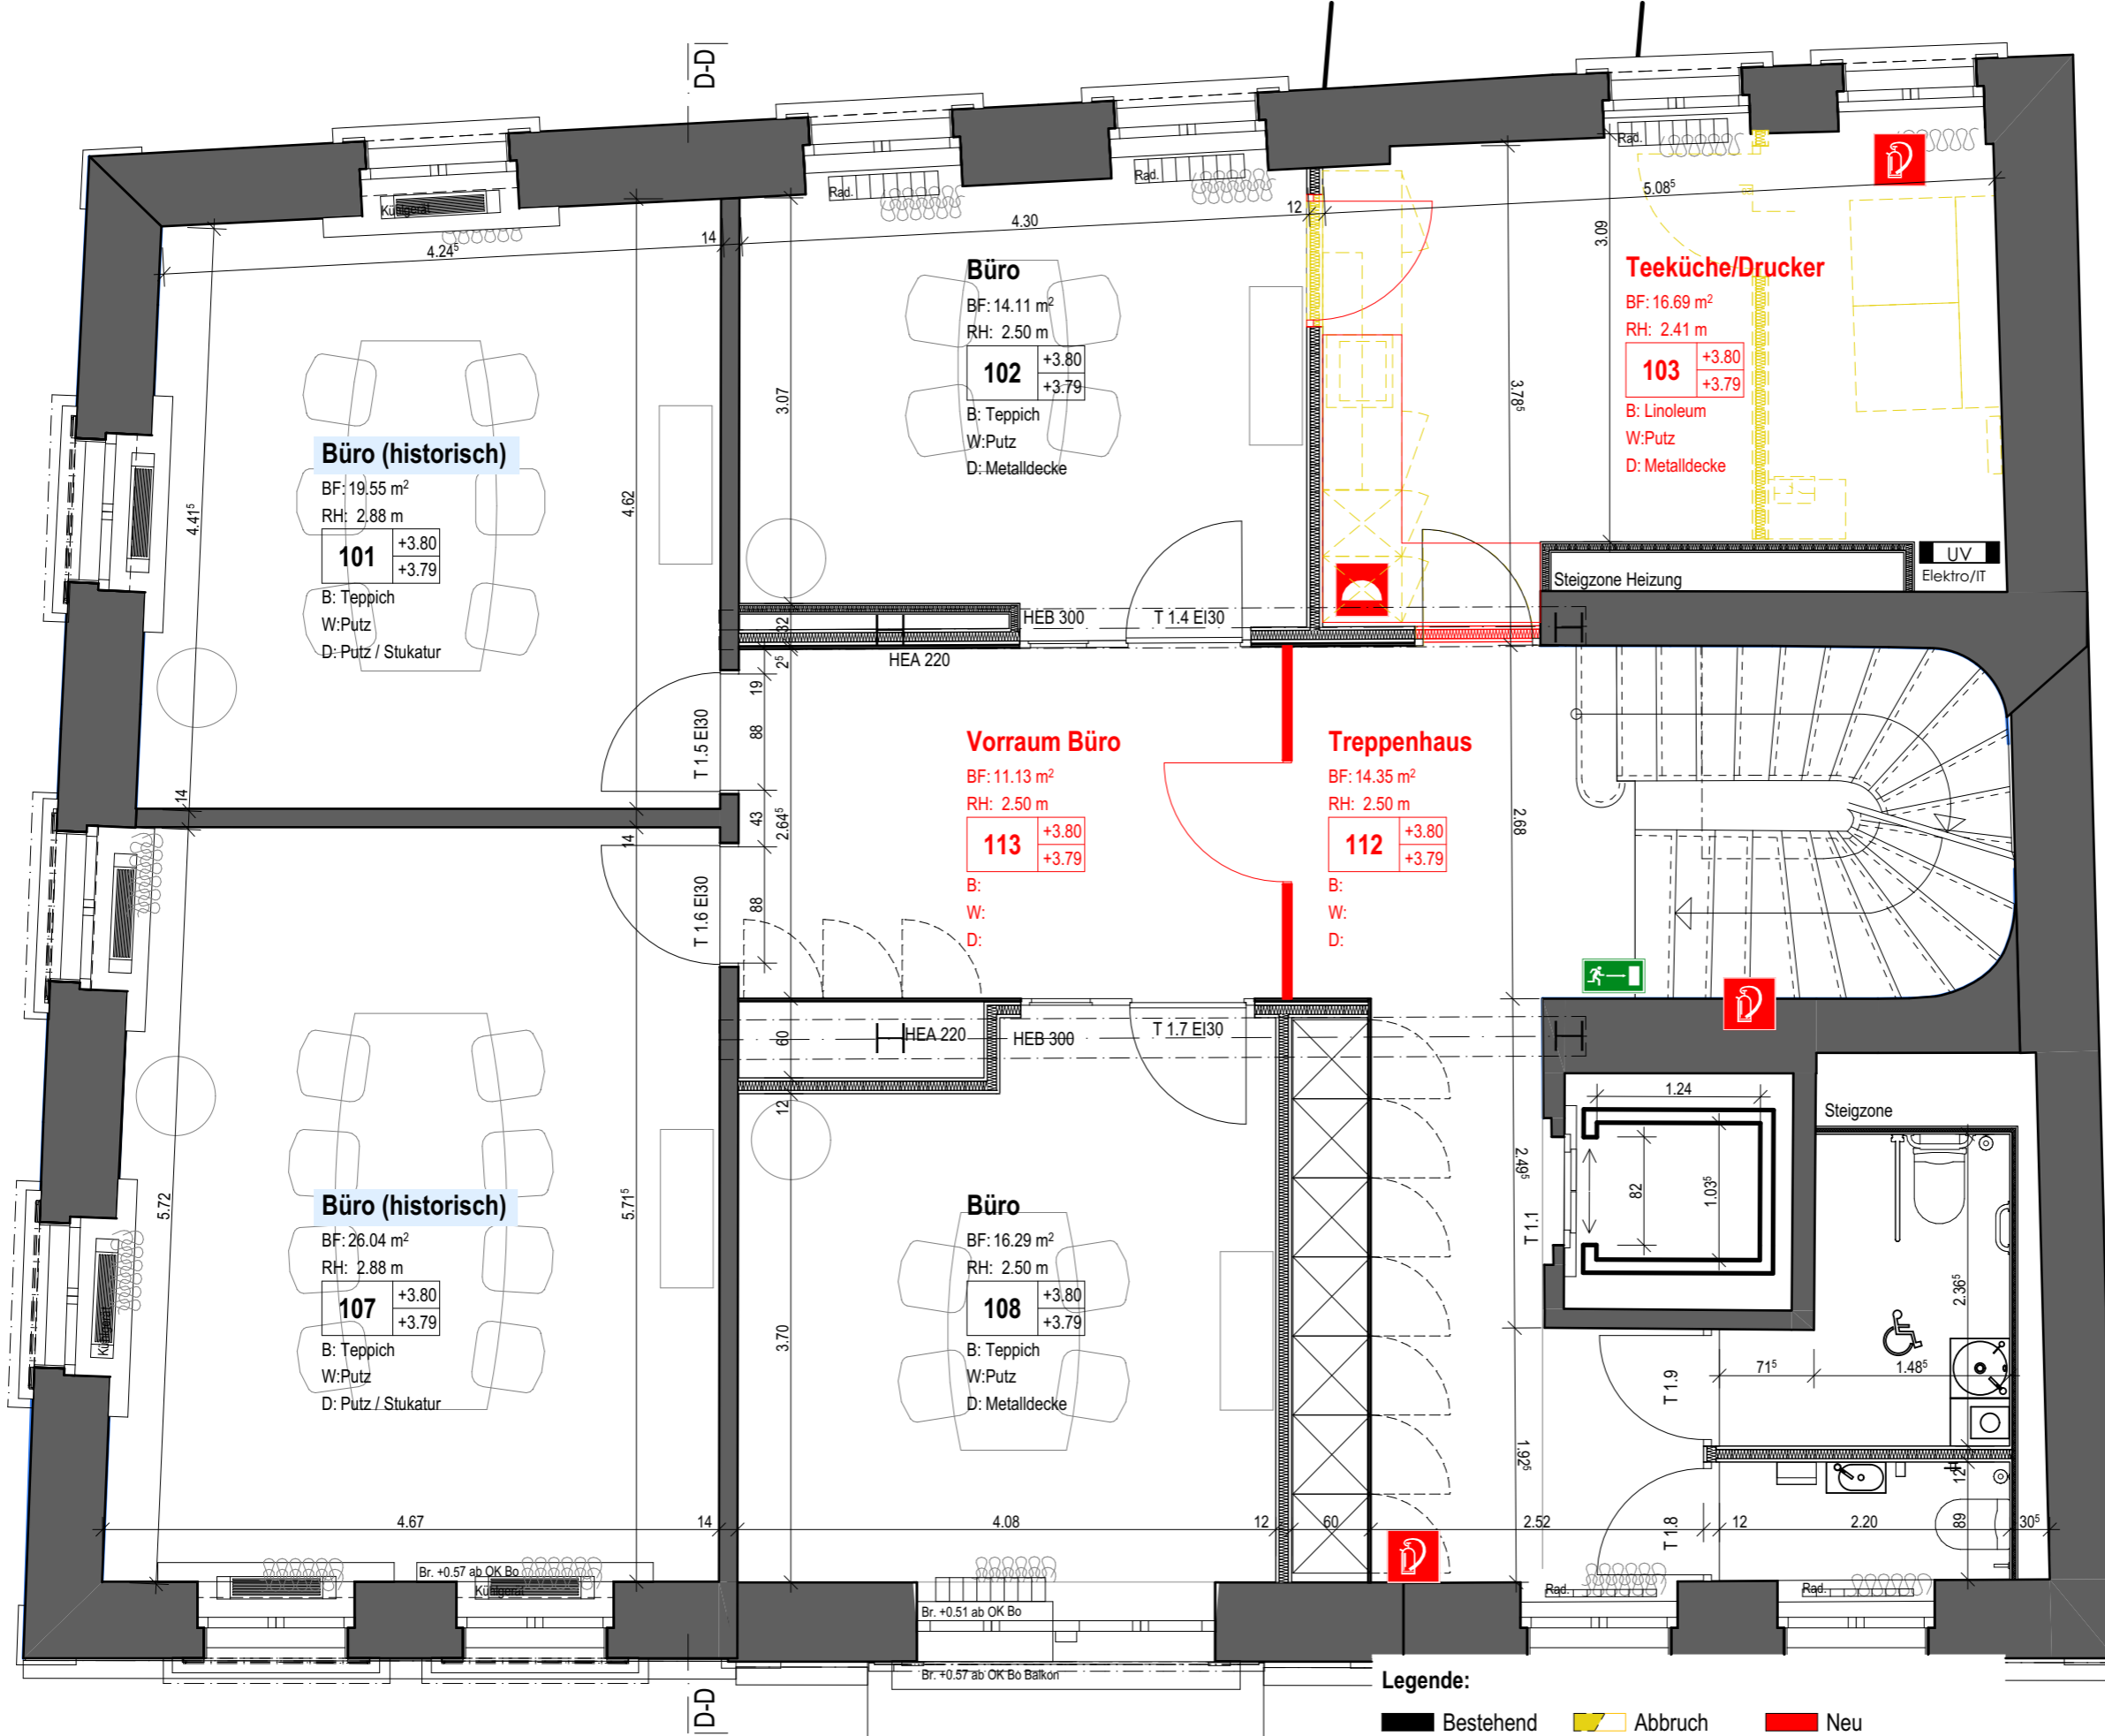 D-D
Kühlgerät
4.24⁵
14
Rad.
Rad.
4.30
12
Rad.
5.08⁵
3.09
3.78⁵
Büro
BF: 14.11 m²
RH: 2.50 m
102
+3.80
+3.79
B: Teppich
W:Putz
D: Metalldecke
3.07
Teeküche/Drucker
BF: 16.69 m²
RH: 2.41 m
103
+3.80
+3.79
B: Linoleum
W:Putz
D: Metalldecke
Büro (historisch)
BF: 19.55 m²
RH: 2.88 m
101
+3.80
+3.79
B: Teppich
W:Putz
D: Putz / Stukatur
4.41⁵
4.62
UV
Elektro/IT
Steigzone Heizung
32
HEB 300
T 1.4 EI30
HEA 220
2⁵
19
88
T 1.5 EI30
43
2.64⁵
88
T 1.6 EI30
14
14
Vorraum Büro
BF: 11.13 m²
RH: 2.50 m
113
+3.80
+3.79
B:
W:
D:
Treppenhaus
BF: 14.35 m²
RH: 2.50 m
112
+3.80
+3.79
B:
W:
D:
2.68
60
HEA 220
HEB 300
T 1.7 EI30
12
1.24
82
1.03⁵
Steigzone
2.49⁵
T 1.1
Büro (historisch)
BF: 26.04 m²
RH: 2.88 m
107
+3.80
+3.79
B: Teppich
W:Putz
D: Putz / Stukatur
5.72
5.71⁵
Kühlgerät
Büro
BF: 16.29 m²
RH: 2.50 m
108
+3.80
+3.79
B: Teppich
W:Putz
D: Metalldecke
3.70
2.36⁵
71⁵
1.48⁵
T 1.9
1.92⁵
12
4.67
14
4.08
12
60
2.52
T 1.8
12
2.20
89
30⁵
Br. +0.57 ab OK Bo
Kühlgerät
Br. +0.51 ab OK Bo
Rad.
Rad.
Br. +0.57 ab OK Bo Balkon
D-D
Legende:
Bestehend
Abbruch
Neu